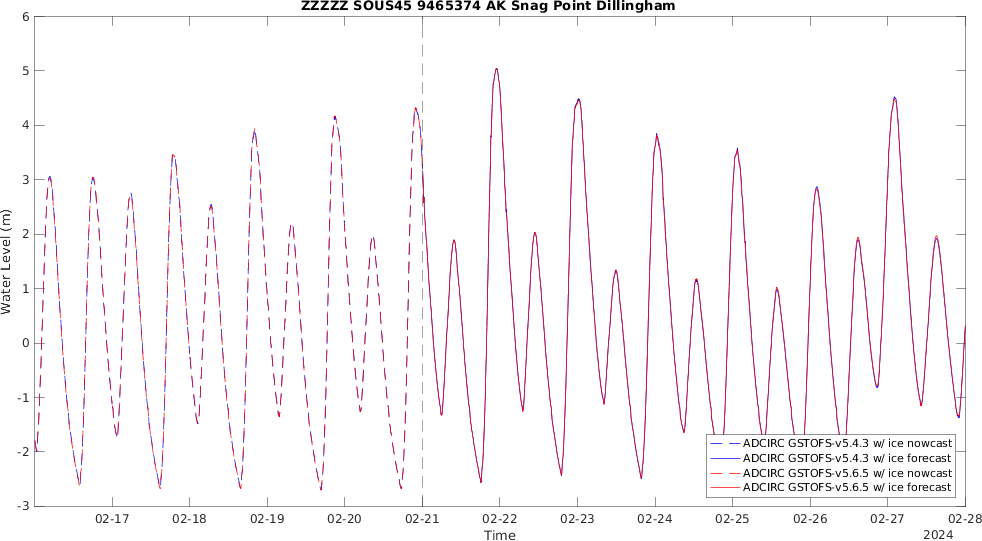 ZZZZZ SOUS45 9465374 AK Snag Point Dillingham
6
5
4
3
2
1
0
-1
-2
-3
Water Level (m)
ADCIRC GSTOFS-v5.4.3 w/ ice nowcast
ADCIRC GSTOFS-v5.4.3 w/ ice forecast
ADCIRC GSTOFS-v5.6.5 w/ ice nowcast
ADCIRC GSTOFS-v5.6.5 w/ ice forecast
02-17 02-18 02-19 02-20 02-21 02-22 02-23 02-24 02-25 02-26 02-27 02-28
Time
2024